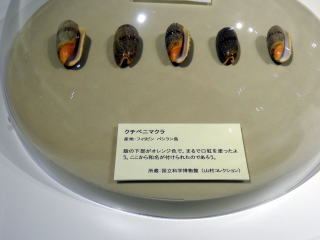 クチベニマクラ
産地：フィリピン バシラン島
殻の下部がオレンジ色で、まるで口紅を塗ったよ
う。ここから和名が付けられたのであろう。
所蔵：国立科学博物館（山村コレクション）